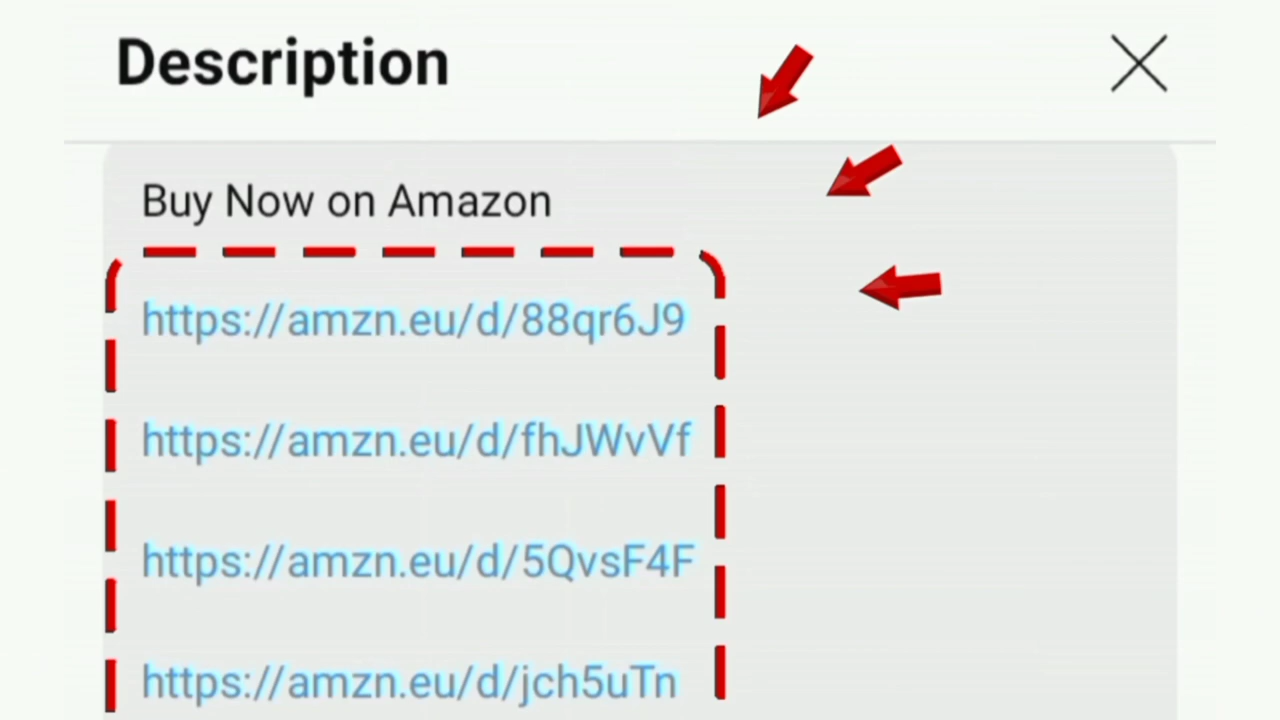 Description
Buy Now on Amazon
https://amzn.eu/d/88qr6J9
https://amzn.eu/d/fhJWvVf
https://amzn.eu/d/5QvsF4F
https://amzn.eu/d/jch5uTn